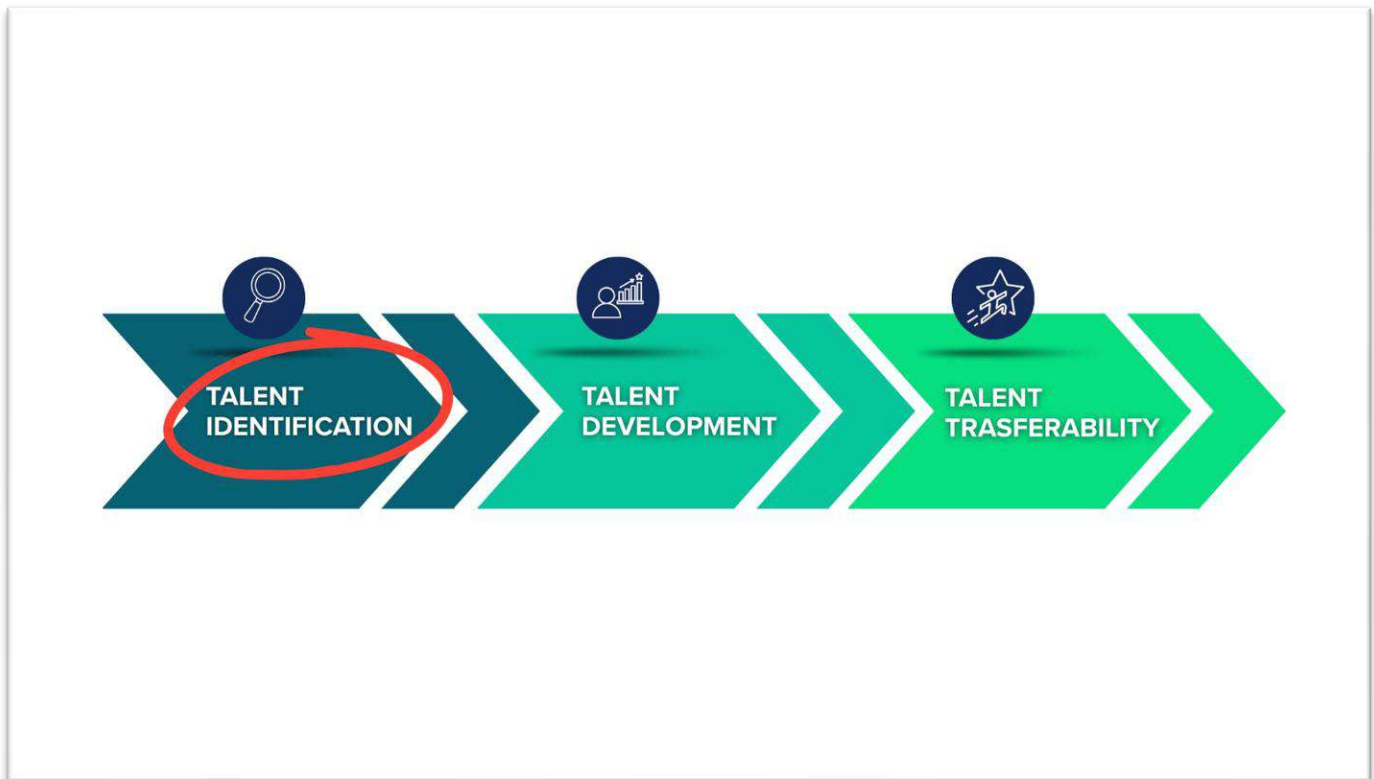 TALENT
IDENTIFICATION
TALENT
DEVELOPMENT
TALENT
TRASFERABILITY